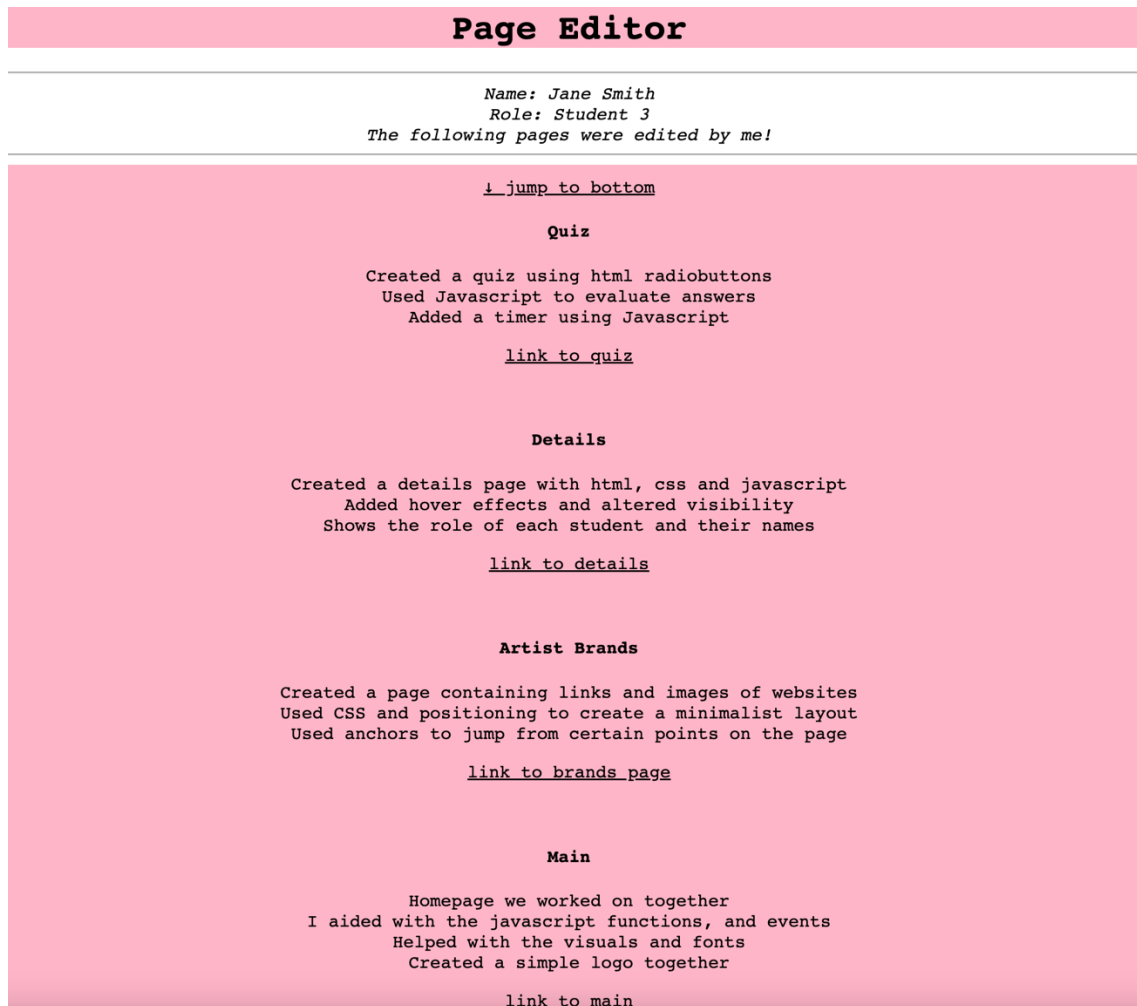 Page Editor
Name: Jane Smith
Role: Student 3
The following pages were edited by me!
↓ jump to bottom
Quiz
Created a quiz using html radiobuttons
Used Javascript to evaluate answers
Added a timer using Javascript
link to quiz
Details
Created a details page with html, css and javascript
Added hover effects and altered visibility
Shows the role of each student and their names
link to details
Artist Brands
Created a page containing links and images of websites
Used CSS and positioning to create a minimalist layout
Used anchors to jump from certain points on the page
link to brands page
Main
Homepage we worked on together
I aided with the javascript functions, and events
Helped with the visuals and fonts
Created a simple logo together
link to main